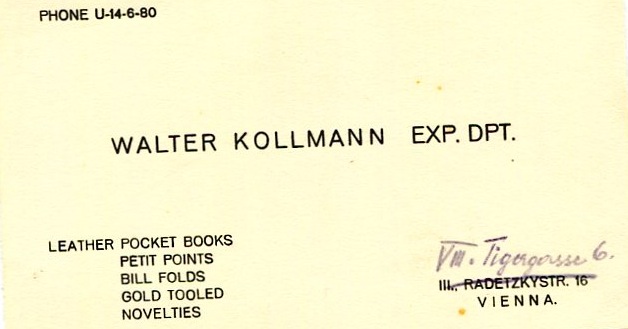 PHONE U-14-6-80
WALTER KOLLMANN EXP. DPT.
LEATHER POCKET BOOKS
PETIT POINTS
BILL FOLDS
GOLD TOOLED
NOVELTIES
VIII. Tigergasse 6.
III., RADETZKYSTR. 16
VIENNA.